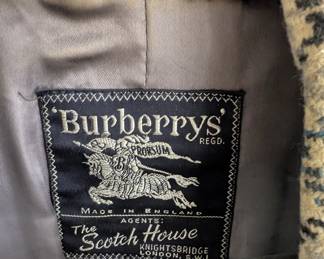 'Burberrys'
REGD.
PRORSUM
B
MADE IN ENGLAND
AGENTS:
The
Scotch House
KNIGHTSBRIDGE
LONDON, S.W.1